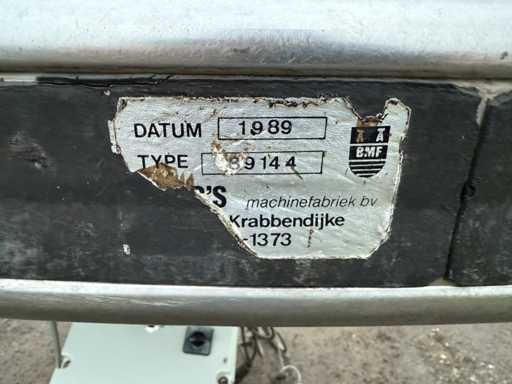 DATUM 1989
TYPE 89144
BMF
'S machinefabriek bv
Krabbendijke
-1373